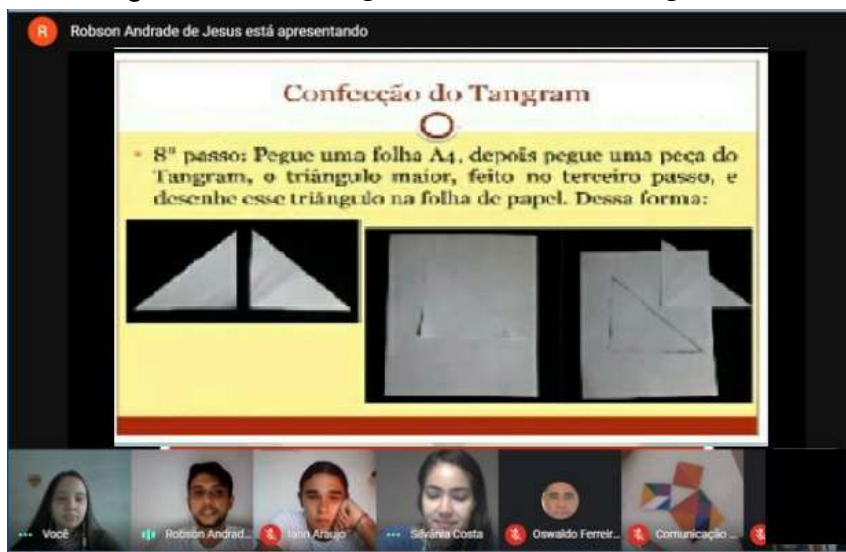 R Robson Andrade de Jesus está apresentando
Confecção do Tangram
• 8º passo: Pegue uma folha A4, depois pegue uma peça do
Tangram, o triângulo maior, feito no terceiro passo, e
desenhe esse triângulo na folha de papel. Dessa forma:
Você
Robson Andrad...
Iann Araujo
Silvânia Costa
Oswaldo Ferreir...
Comunicação ...